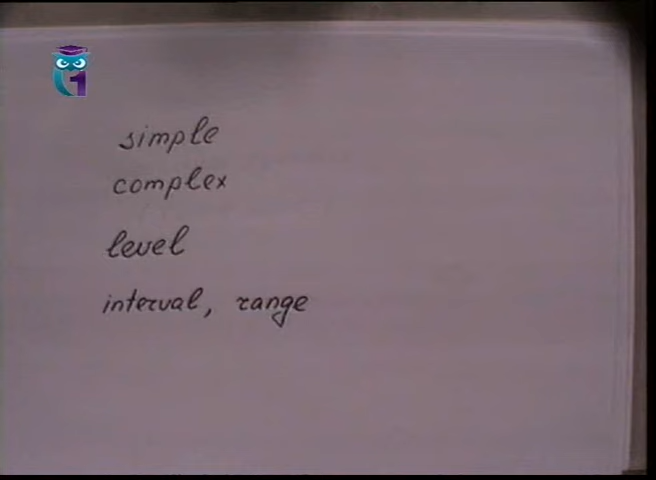 simple
complex
level
interval, range